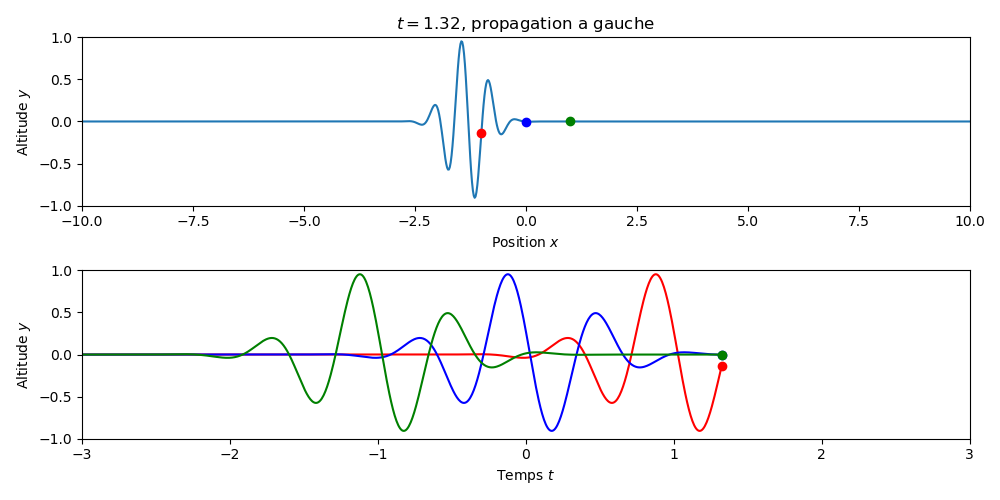 t = 1.32, propagation a gauche
1.0
0.5
0.0
−0.5
−1.0
Altitude y
−10.0 −7.5 −5.0 −2.5 0.0 2.5 5.0 7.5 10.0
Position x
1.0
0.5
0.0
−0.5
−1.0
Altitude y
−3 −2 −1 0 1 2 3
Temps t